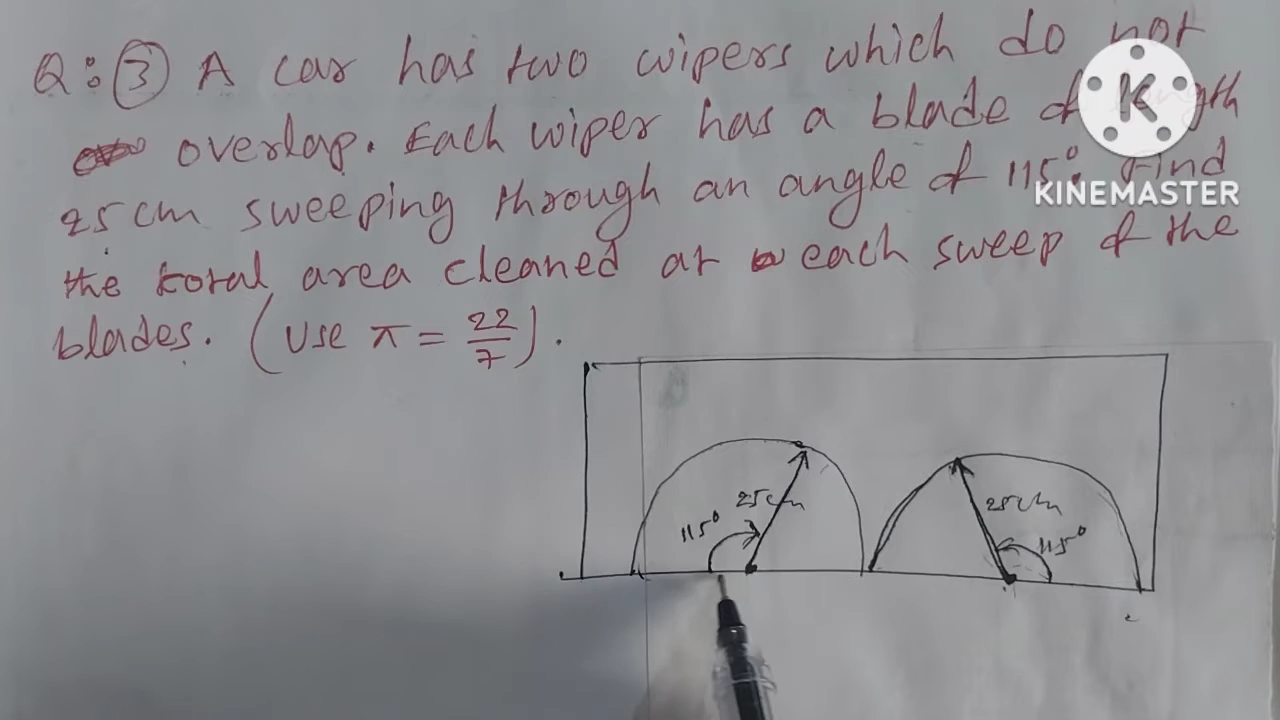 Q: ③ A car has two wipers which do not
overlap. Each wiper has a blade of length
25 cm sweeping through an angle of 115°. Find
the total area cleaned at each sweep of the
blades. (Use π = 22/7).
K
KINEMASTER
115° 25cm
25cm 115°